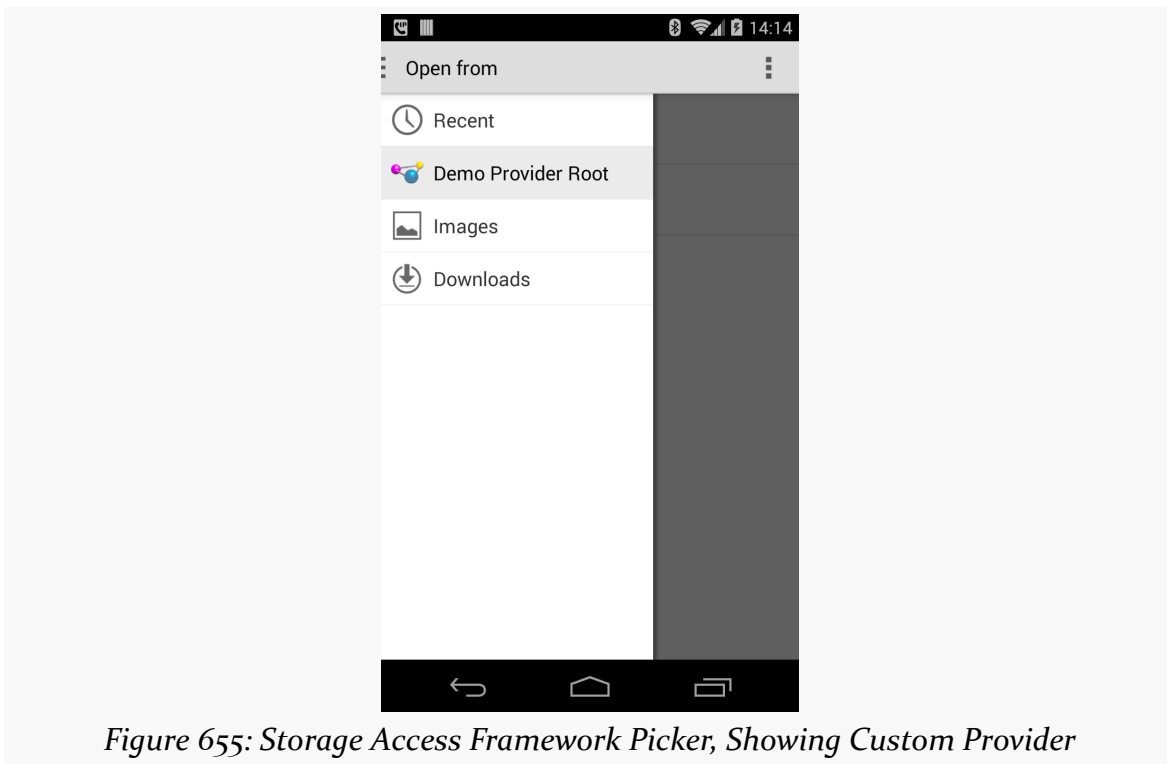 14:14
Open from
Recent
Demo Provider Root
Images
Downloads
Figure 655: Storage Access Framework Picker, Showing Custom Provider